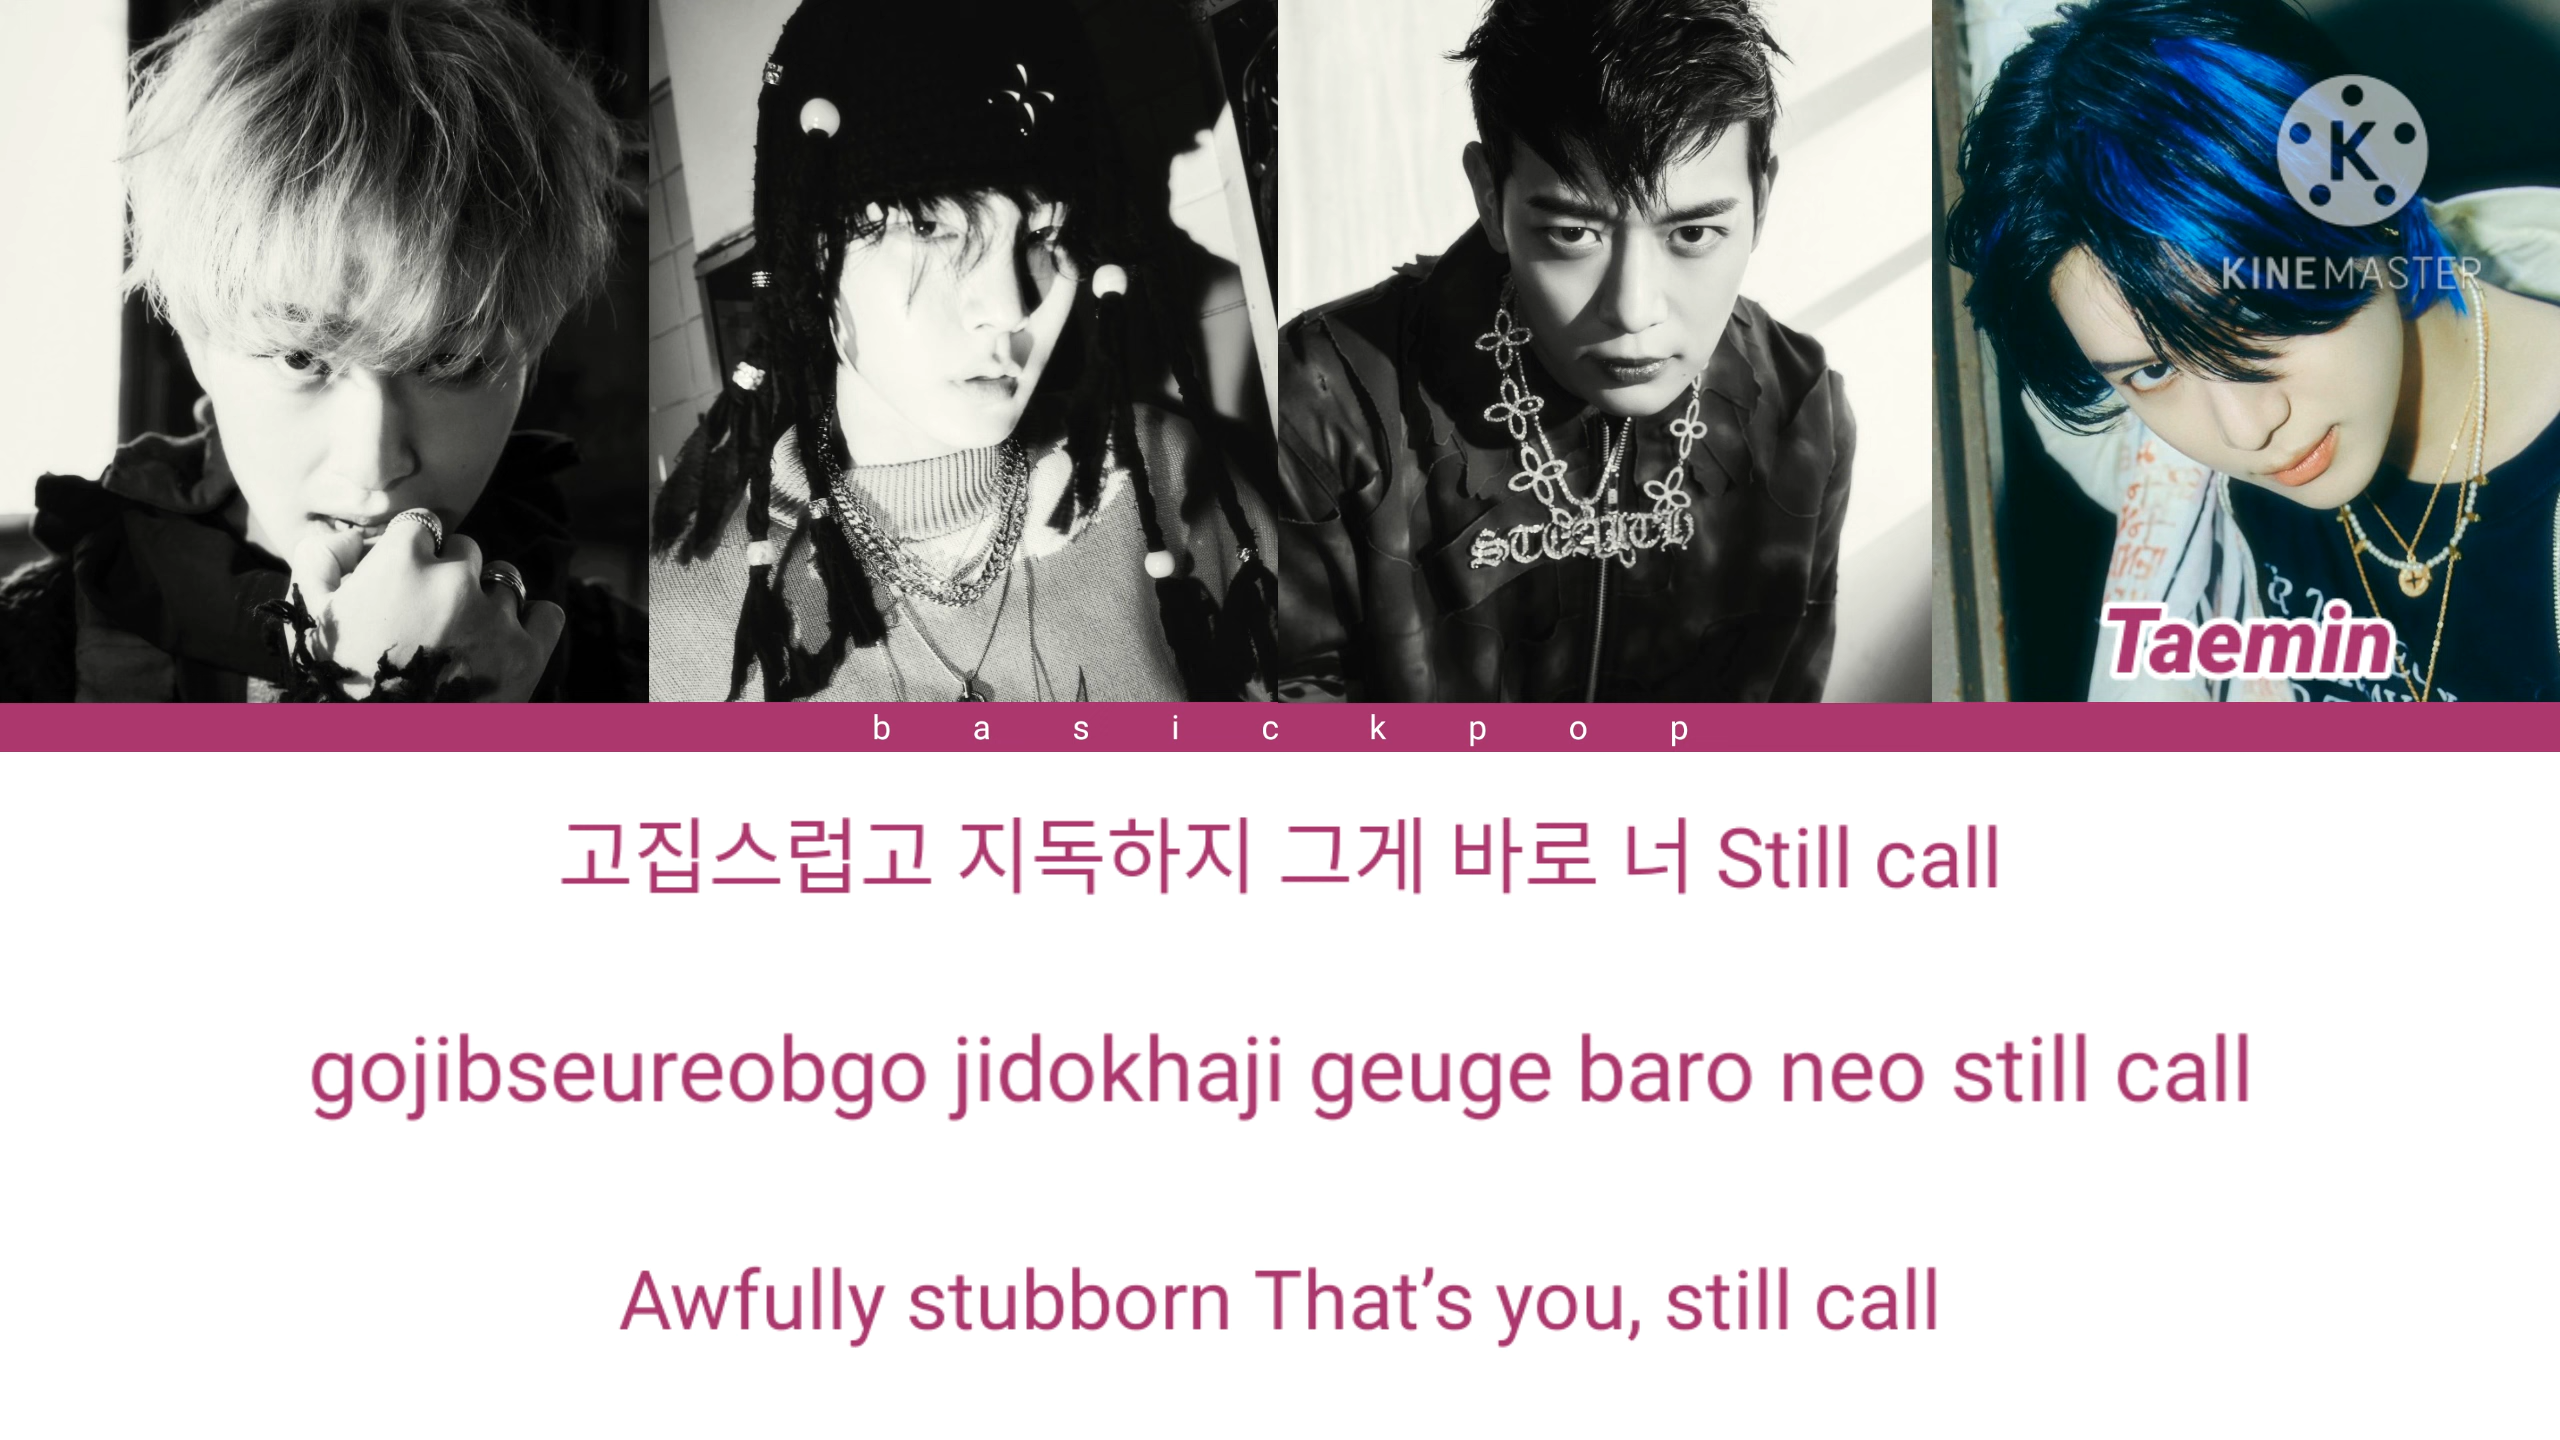 K
KINEMASTER
STEALTH
Taemin
b a s i c k p o p
고집스럽고 지독하지 그게 바로 너 Still call
gojibseureobgo jidokhaji geuge baro neo still call
Awfully stubborn That’s you, still call